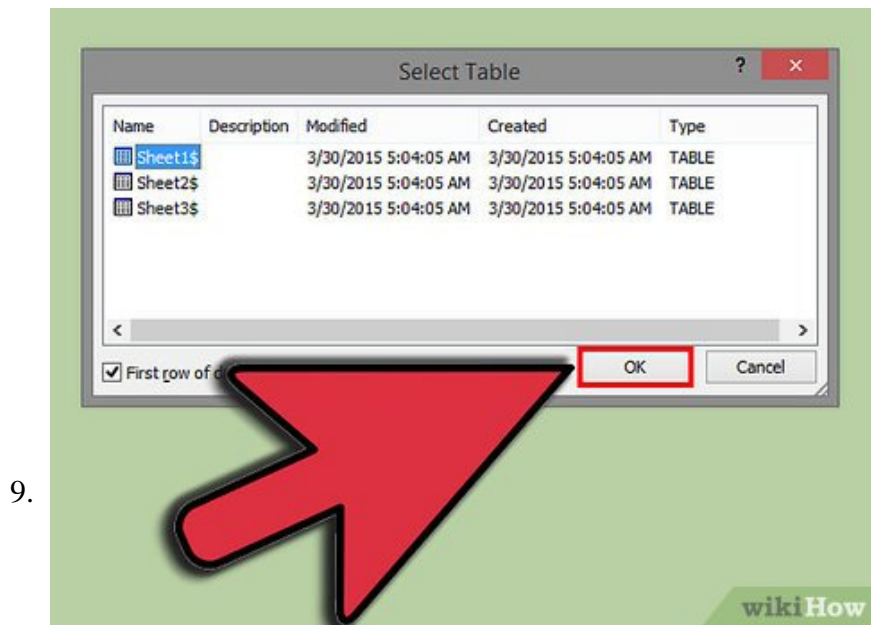 Select Table ?
Name Description Modified Created Type
Sheet1$ 3/30/2015 5:04:05 AM 3/30/2015 5:04:05 AM TABLE
Sheet2$ 3/30/2015 5:04:05 AM 3/30/2015 5:04:05 AM TABLE
Sheet3$ 3/30/2015 5:04:05 AM 3/30/2015 5:04:05 AM TABLE
First row of OK Cancel
9.
wikiHow